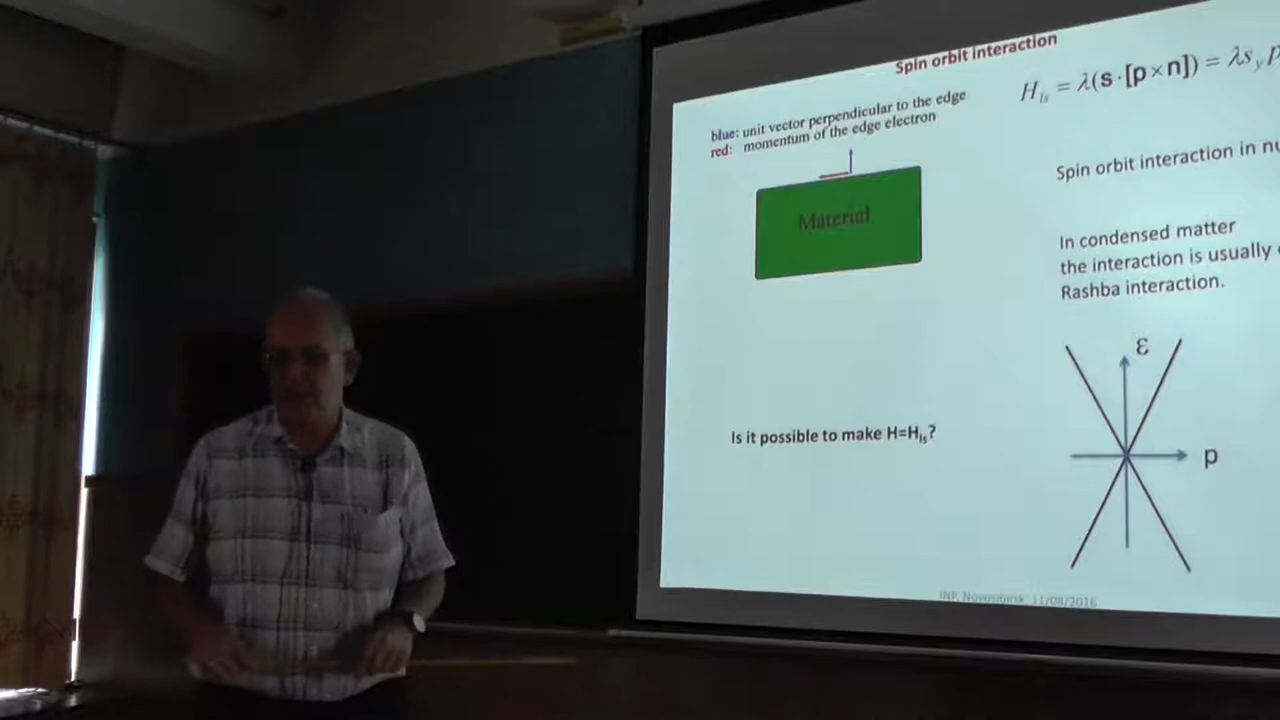 Spin orbit interaction
H_ls = λ(s·[p×n]) = λs_y p
blue: unit vector perpendicular to the edge
red: momentum of the edge electron
Material
Spin orbit interaction in nu
In condensed matter
the interaction is usually
Rashba interaction.
ε
p
Is it possible to make H=H_ls?
INP, Novosibirsk 11/08/2016